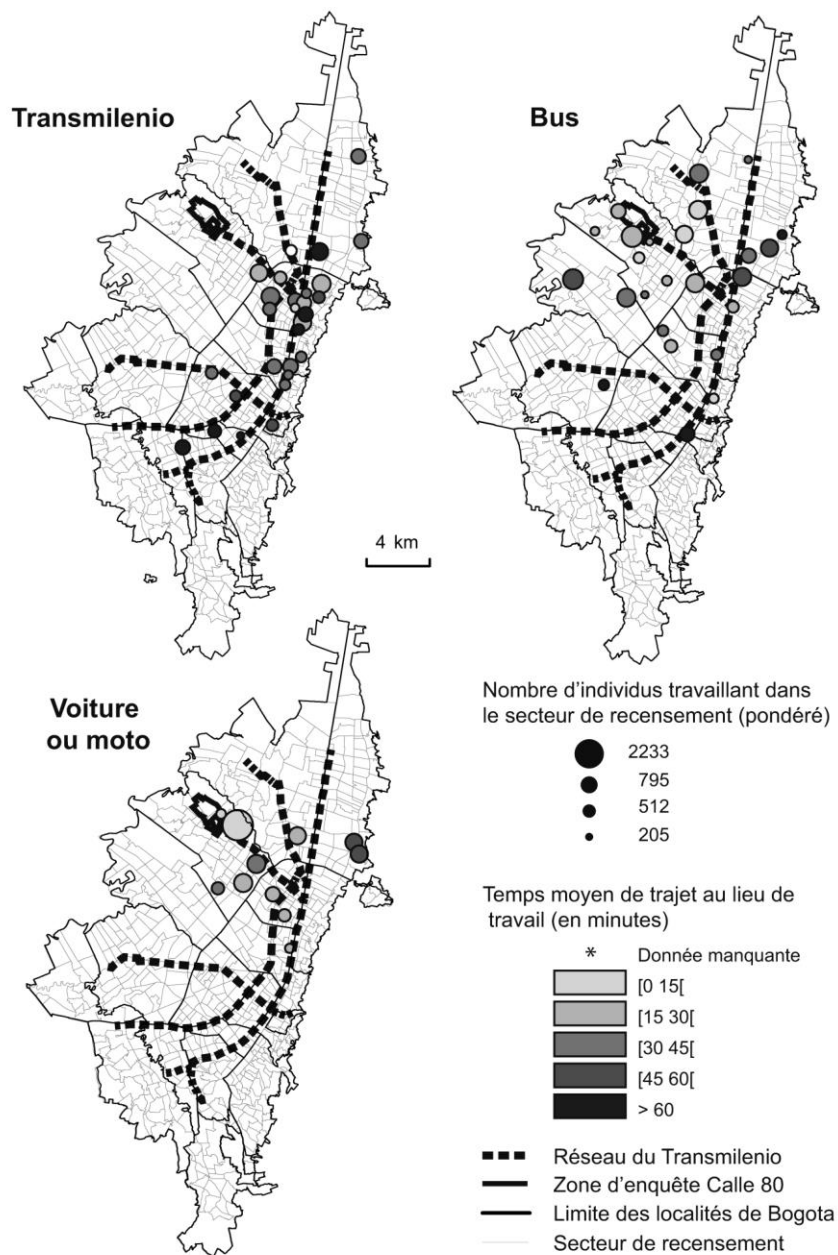 Transmilenio
Bus
4 km
Voiture
ou moto
Nombre d'individus travaillant dans
le secteur de recensement (pondéré)
2233
795
512
205
Temps moyen de trajet au lieu de
travail (en minutes)
* Donnée manquante
[0 15[
[15 30[
[30 45[
[45 60[
> 60
Réseau du Transmilenio
Zone d'enquête Calle 80
Limite des localités de Bogota
Secteur de recensement